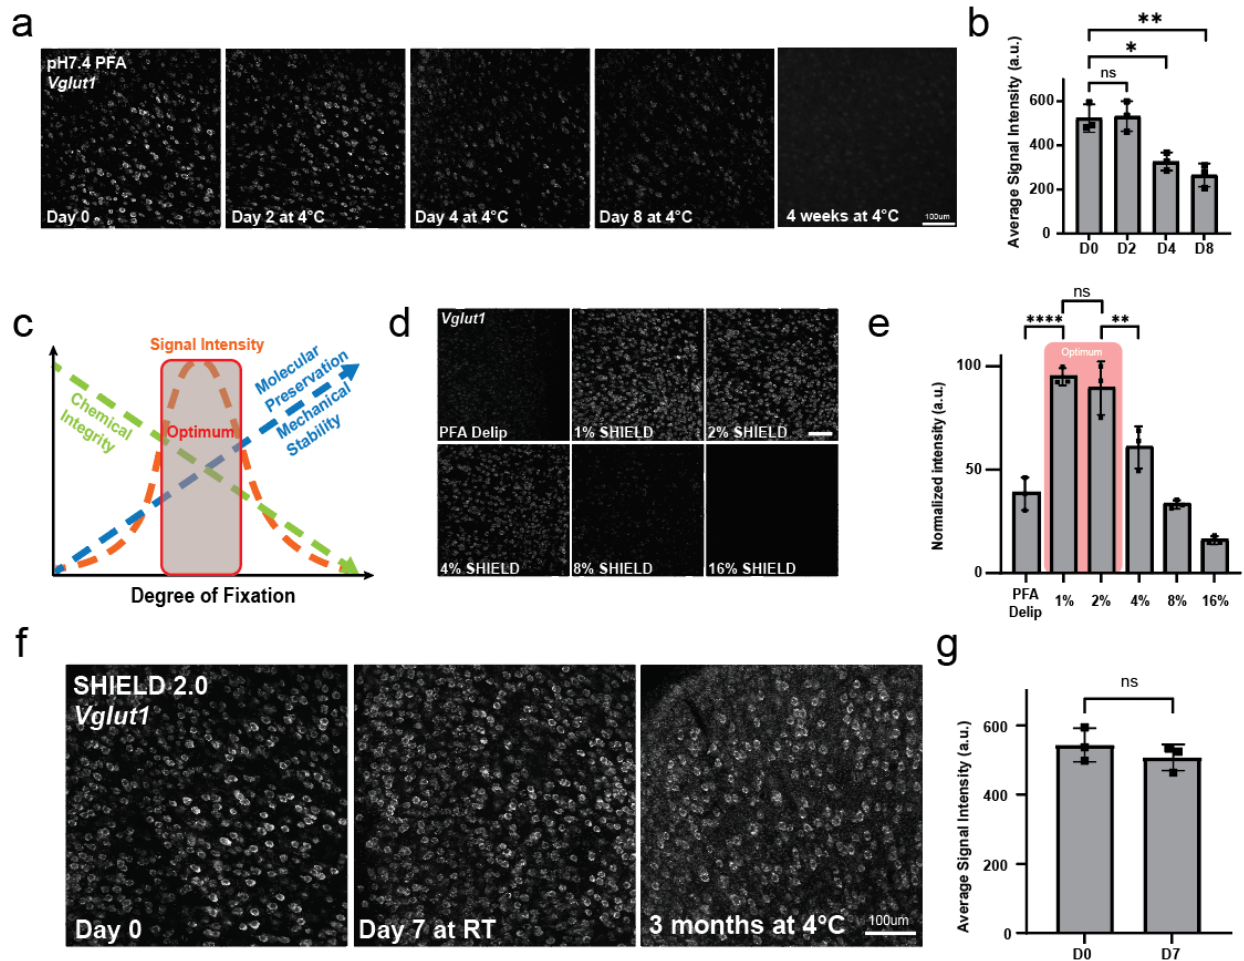 a
pH7.4 PFA
Vglut1
Day 0
Day 2 at 4°C
Day 4 at 4°C
Day 8 at 4°C
4 weeks at 4°C
100um
b
**
*
ns
Average Signal Intensity (a.u.)
600
400
200
0
D0 D2 D4 D8
c
Signal Intensity
Chemical
Integrity
Optimum
Molecular
Preservation
Mechanical
Stability
Degree of Fixation
d
Vglut1
PFA Delip
1% SHIELD
2% SHIELD
4% SHIELD
8% SHIELD
16% SHIELD
e
ns
****
**
Optimum
Normalized intensity (a.u.)
100
50
0
PFA
Delip
1% 2% 4% 8% 16%
f
SHIELD 2.0
Vglut1
Day 0
Day 7 at RT
3 months at 4°C
100um
g
ns
Average Signal Intensity (a.u.)
600
400
200
0
D0 D7